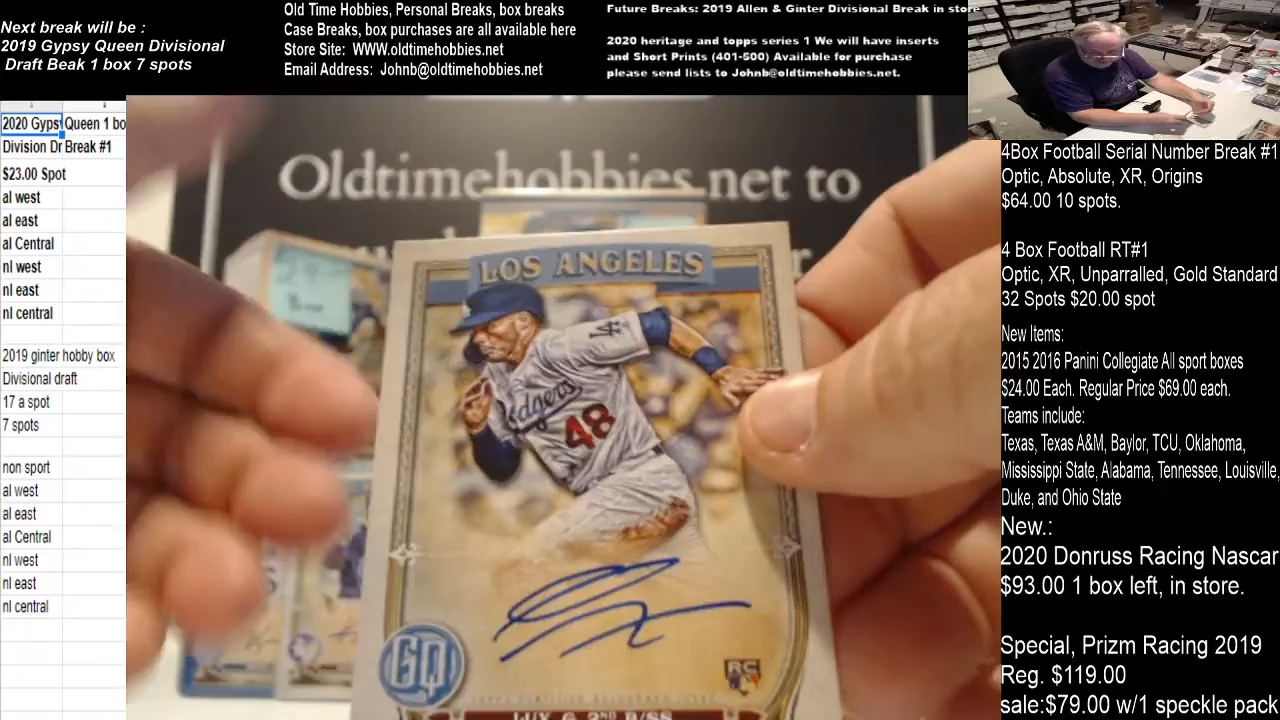 Next break will be :
2019 Gypsy Queen Divisional
Draft Beak 1 box 7 spots
Old Time Hobbies, Personal Breaks, box breaks
Case Breaks, box purchases are all available here
Store Site: WWW.oldtimehobbies.net
Email Address: Johnb@oldtimehobbies.net
Future Breaks: 2019 Allen & Ginter Divisional Break in store
2020 heritage and topps series 1 We will have inserts
and Short Prints (401-500) Available for purchase
please send lists to Johnb@oldtimehobbies.net.
2020 Gyps Queen 1 bo
Division Dr Break #1
$23.00 Spot
al west
al east
al Central
nl west
nl east
nl central
2019 ginter hobby box
Divisional draft
17 a spot
7 spots
non sport
al west
al east
al Central
nl west
nl east
nl central
Oldtimehobbies.net to
LOS ANGELES
LA
Dodgers
48
GQ
RC
4Box Football Serial Number Break #1
Optic, Absolute, XR, Origins
$64.00 10 spots.
4 Box Football RT#1
Optic, XR, Unparralled, Gold Standard
32 Spots $20.00 spot
New Items:
2015 2016 Panini Collegiate All sport boxes
$24.00 Each. Regular Price $69.00 each.
Teams include:
Texas, Texas A&M, Baylor, TCU, Oklahoma,
Mississippi State, Alabama, Tennessee, Louisville,
Duke, and Ohio State
New.:
2020 Donruss Racing Nascar
$93.00 1 box left, in store.
Special, Prizm Racing 2019
Reg. $119.00
sale:$79.00 w/1 speckle pack